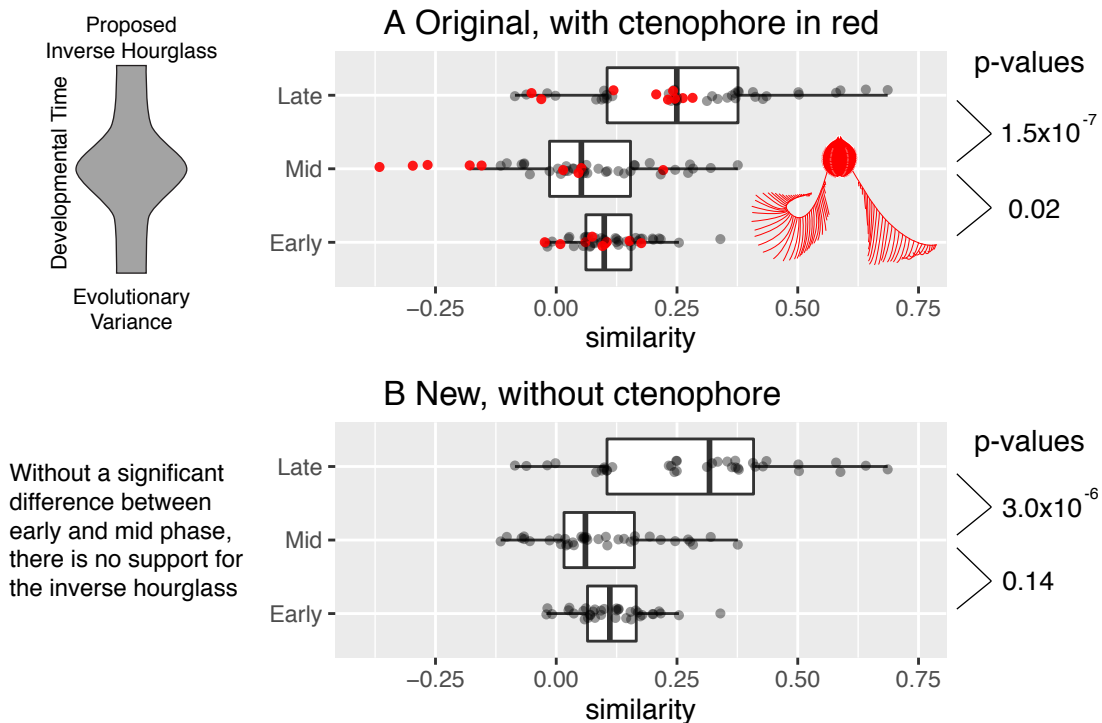 Proposed
Inverse Hourglass
Developmental Time
Evolutionary
Variance
A Original, with ctenophore in red
Late
Mid
Early
−0.25
0.00
0.25
0.50
0.75
similarity
p-values
1.5x10⁻⁷
0.02
B New, without ctenophore
Without a significant
difference between
early and mid phase,
there is no support for
the inverse hourglass
Late
Mid
Early
−0.25
0.00
0.25
0.50
0.75
similarity
p-values
3.0x10⁻⁶
0.14